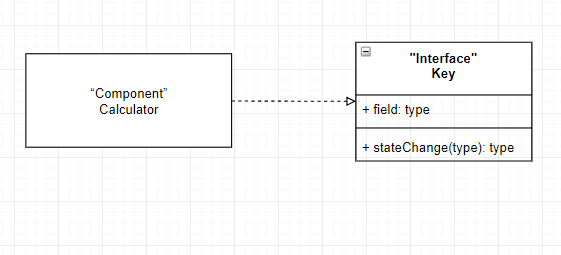 “Component”
Calculator
"Interface"
Key
+ field: type
+ stateChange(type): type